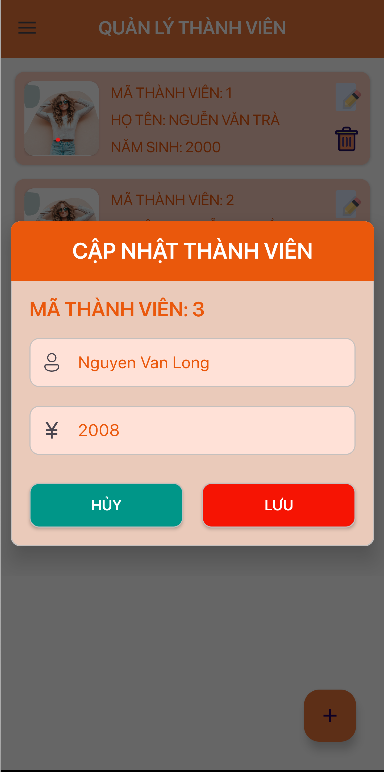 QUẢN LÝ THÀNH VIÊN
MÃ THÀNH VIÊN: 1
HỌ TÊN: NGUỄN VĂN TRÀ
NĂM SINH: 2000
MÃ THÀNH VIÊN: 2
CẬP NHẬT THÀNH VIÊN
MÃ THÀNH VIÊN: 3
Nguyen Van Long
¥ 2008
HỦY
LƯU
+